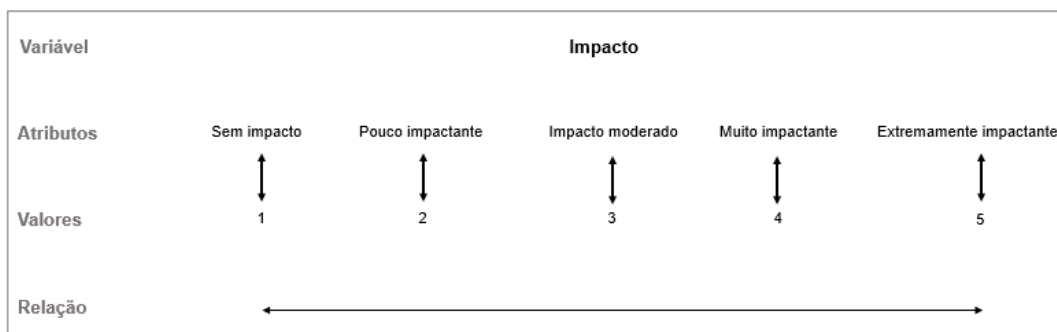 Variável Impacto
Atributos Sem impacto Pouco impactante Impacto moderado Muito impactante Extremamente impactante
Valores 1 2 3 4 5
Relação